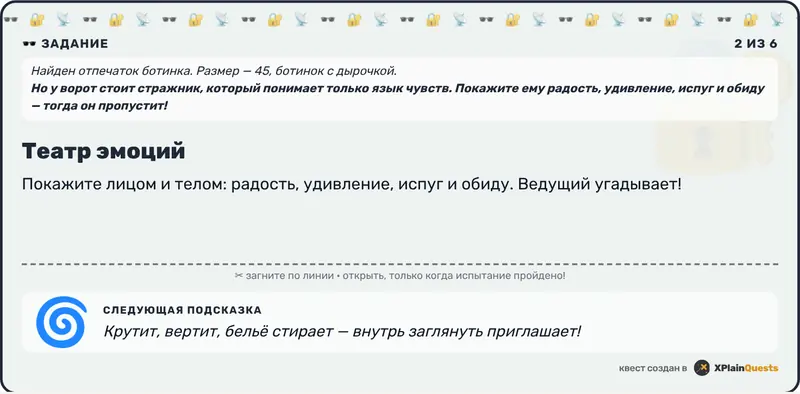 🕶️ ЗАДАНИЕ
2 ИЗ 6
Найден отпечаток ботинка. Размер — 45, ботинок с дырочкой.
Но у ворот стоит стражник, который понимает только язык чувств. Покажите ему радость, удивление, испуг и обиду
— тогда он пропустит!
Театр эмоций
Покажите лицом и телом: радость, удивление, испуг и обиду. Ведущий угадывает!
✂ загните по линии • открыть, только когда испытание пройдено!
СЛЕДУЮЩАЯ ПОДСКАЗКА
Крутит, вертит, бельё стирает — внутрь заглянуть приглашает!
квест создан в XPlainQuests